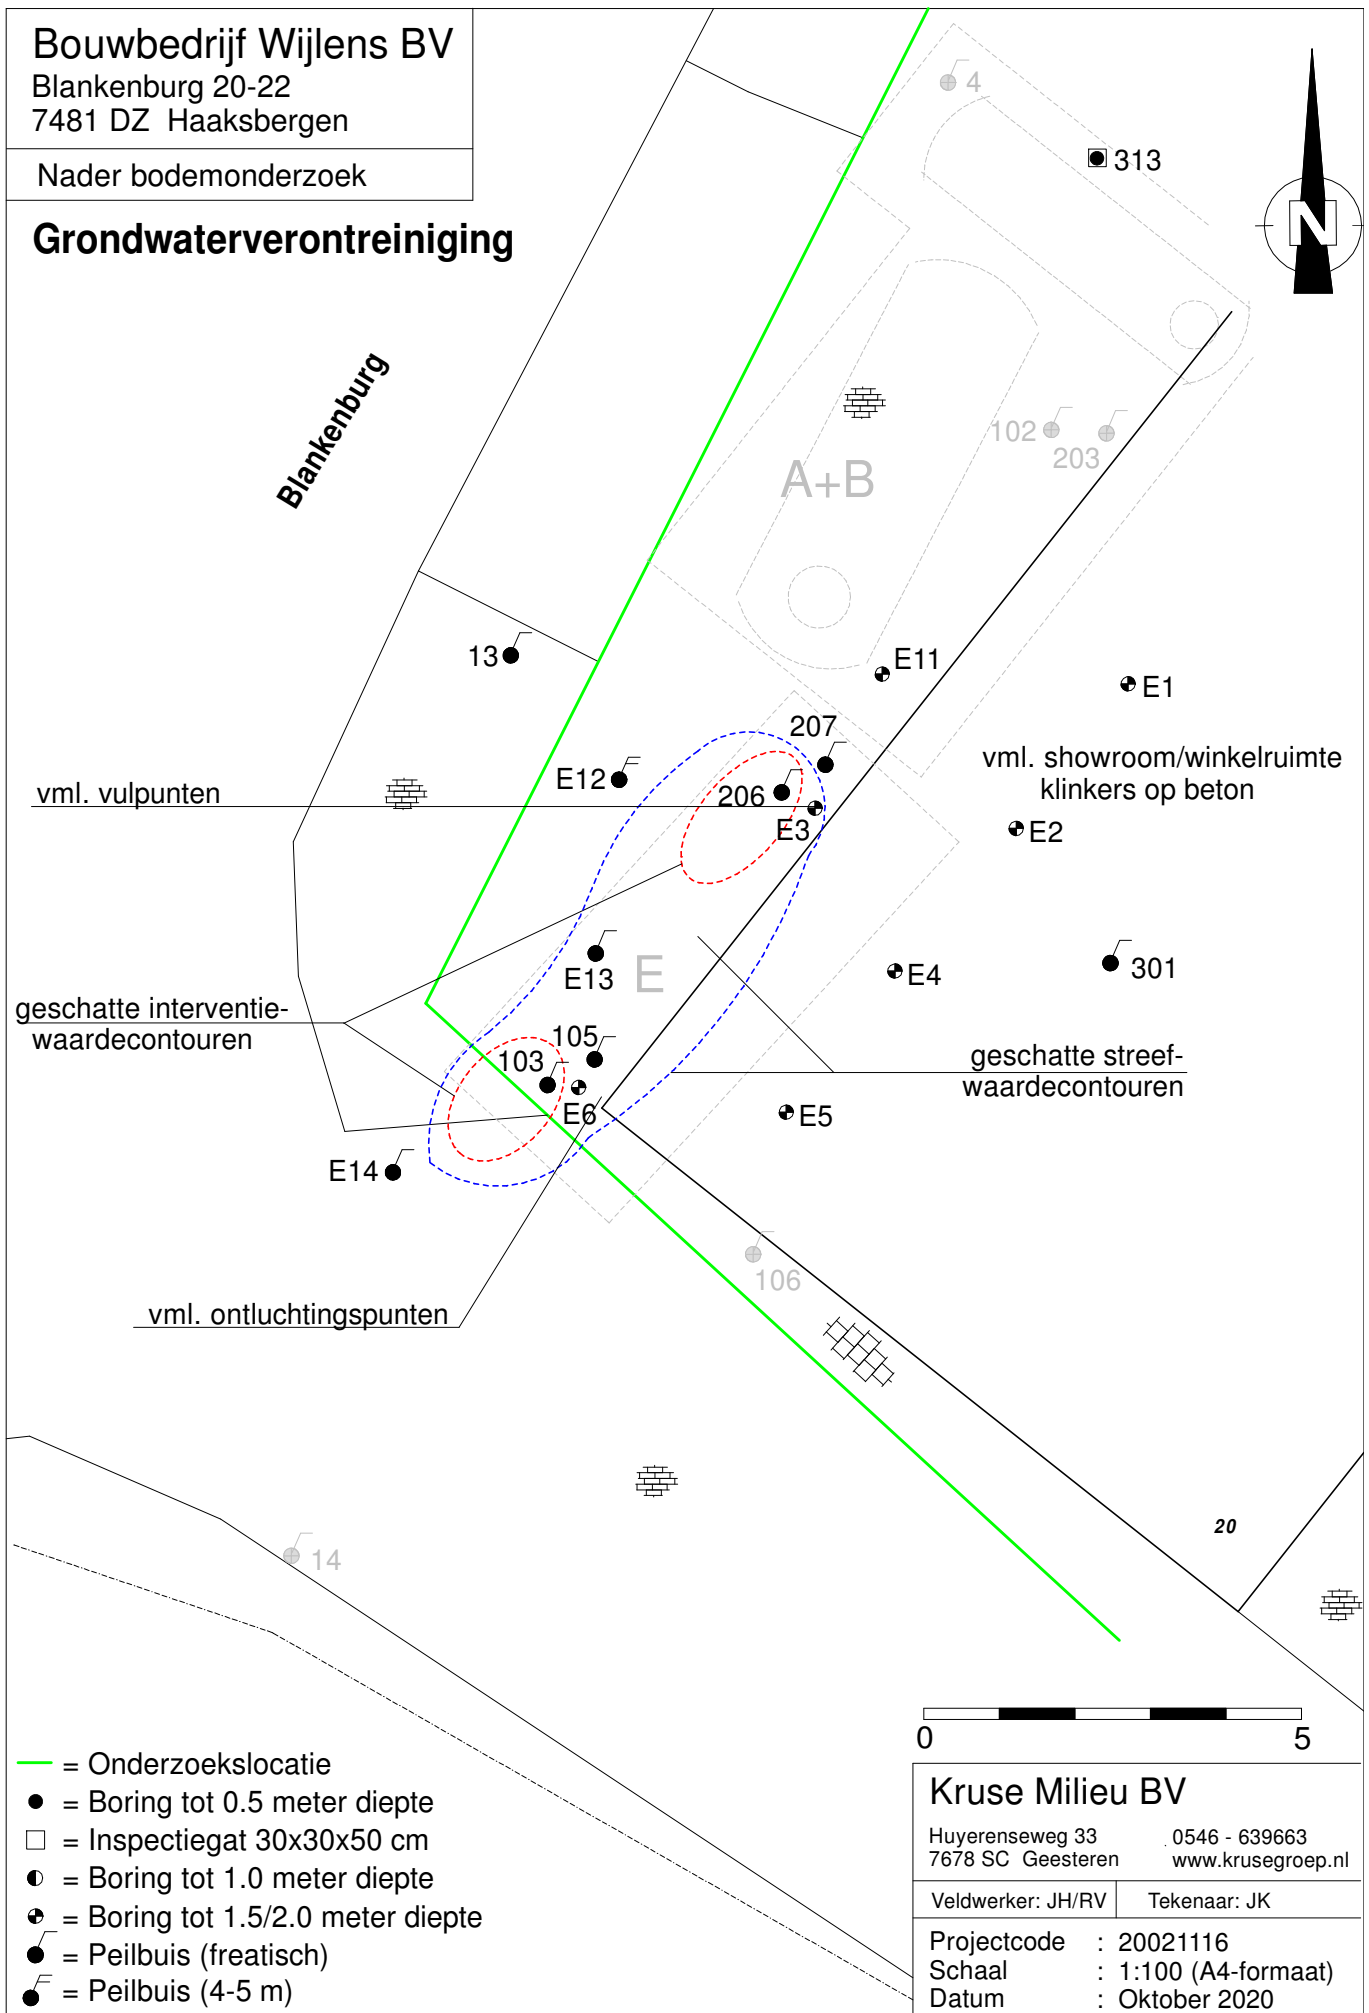 Bouwbedrijf Wijlens BV
Blankenburg 20-22
7481 DZ Haaksbergen
Nader bodemonderzoek
Grondwaterverontreiniging
4
313
N
Blankenburg
102
203
A+B
13
E11
E1
207
vml. showroom/winkelruimte
klinkers op beton
E12
vml. vulpunten
206
E3
E2
E13
E
E4
301
geschatte interventie-
waardecontouren
105
103
geschatte streef-
waardecontouren
E6
E5
E14
106
vml. ontluchtingspunten
20
14
0 5
= Onderzoekslocatie
= Boring tot 0.5 meter diepte
= Inspectiegat 30x30x50 cm
= Boring tot 1.0 meter diepte
= Boring tot 1.5/2.0 meter diepte
= Peilbuis (freatisch)
= Peilbuis (4-5 m)
Kruse Milieu BV
Huyerenseweg 33 . 0546 - 639663
7678 SC Geesteren www.krusegroep.nl
Veldwerker: JH/RV Tekenaar: JK
Projectcode : 20021116
Schaal : 1:100 (A4-formaat)
Datum : Oktober 2020